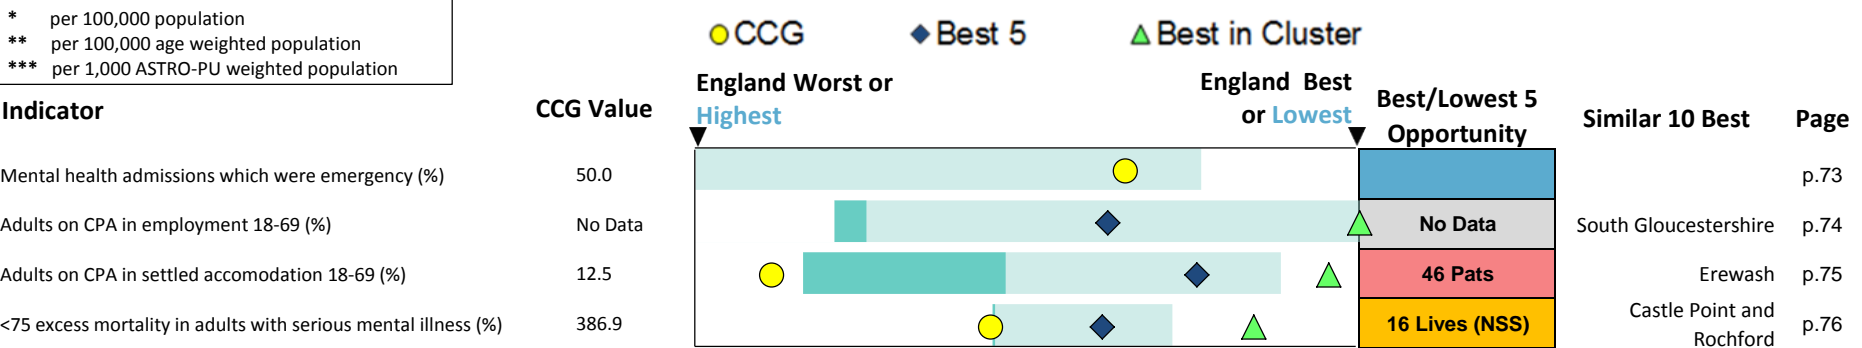 * per 100,000 population
** per 100,000 age weighted population
*** per 1,000 ASTRO-PU weighted population
CCG
Best 5
Best in Cluster
Indicator
CCG Value
England Worst or
Highest
England Best
or Lowest
Best/Lowest 5
Opportunity
Similar 10 Best
Page
Mental health admissions which were emergency (%) 50.0 p.73
Adults on CPA in employment 18-69 (%) No Data No Data South Gloucestershire p.74
Adults on CPA in settled accomodation 18-69 (%) 12.5 46 Pats Erewash p.75
<75 excess mortality in adults with serious mental illness (%) 386.9 16 Lives (NSS) Castle Point and
Rochford p.76